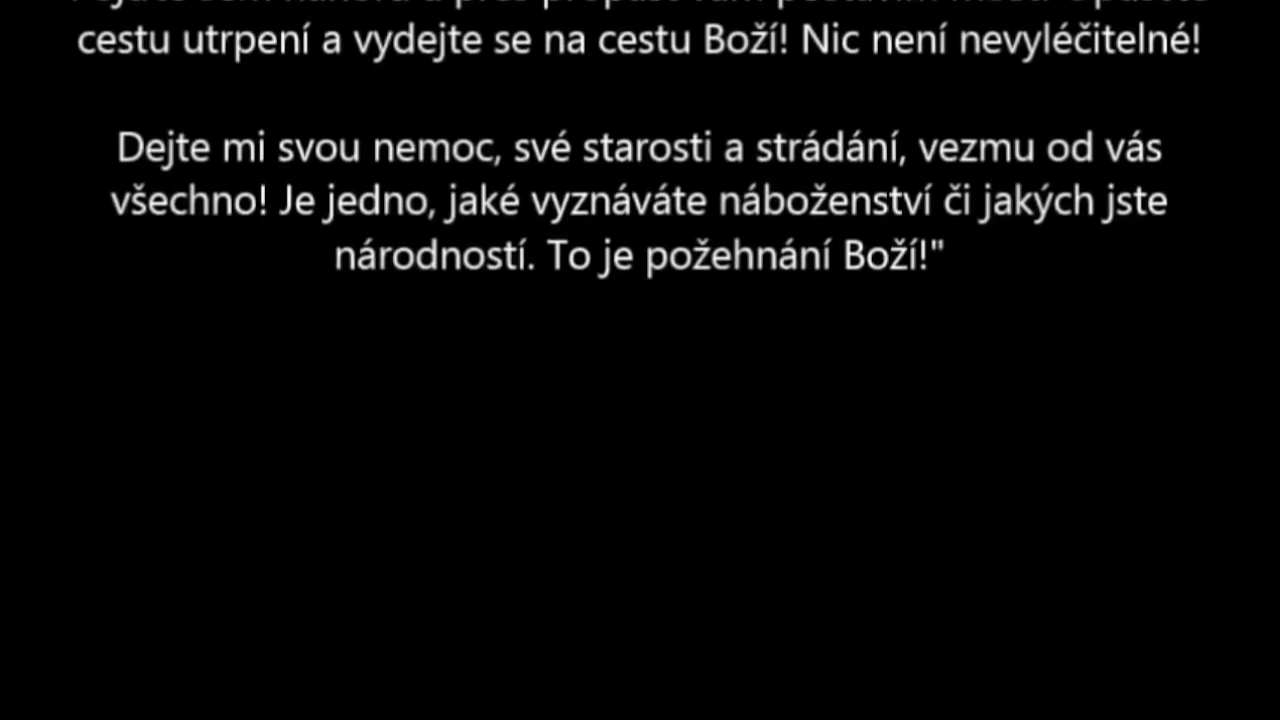 cestu utrpení a vydejte se na cestu Boží! Nic není nevyléčitelné!
Dejte mi svou nemoc, své starosti a strádání, vezmu od vás
všechno! Je jedno, jaké vyznáváte náboženství či jakých jste
národností. To je požehnání Boží!"